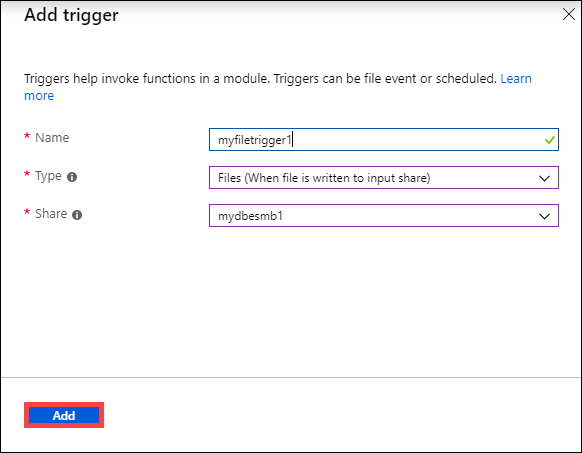 Add trigger
Triggers help invoke functions in a module. Triggers can be file event or scheduled. Learn
more
* Name
myfiletrigger1
* Type
Files (When file is written to input share)
* Share
mydbesmb1
Add